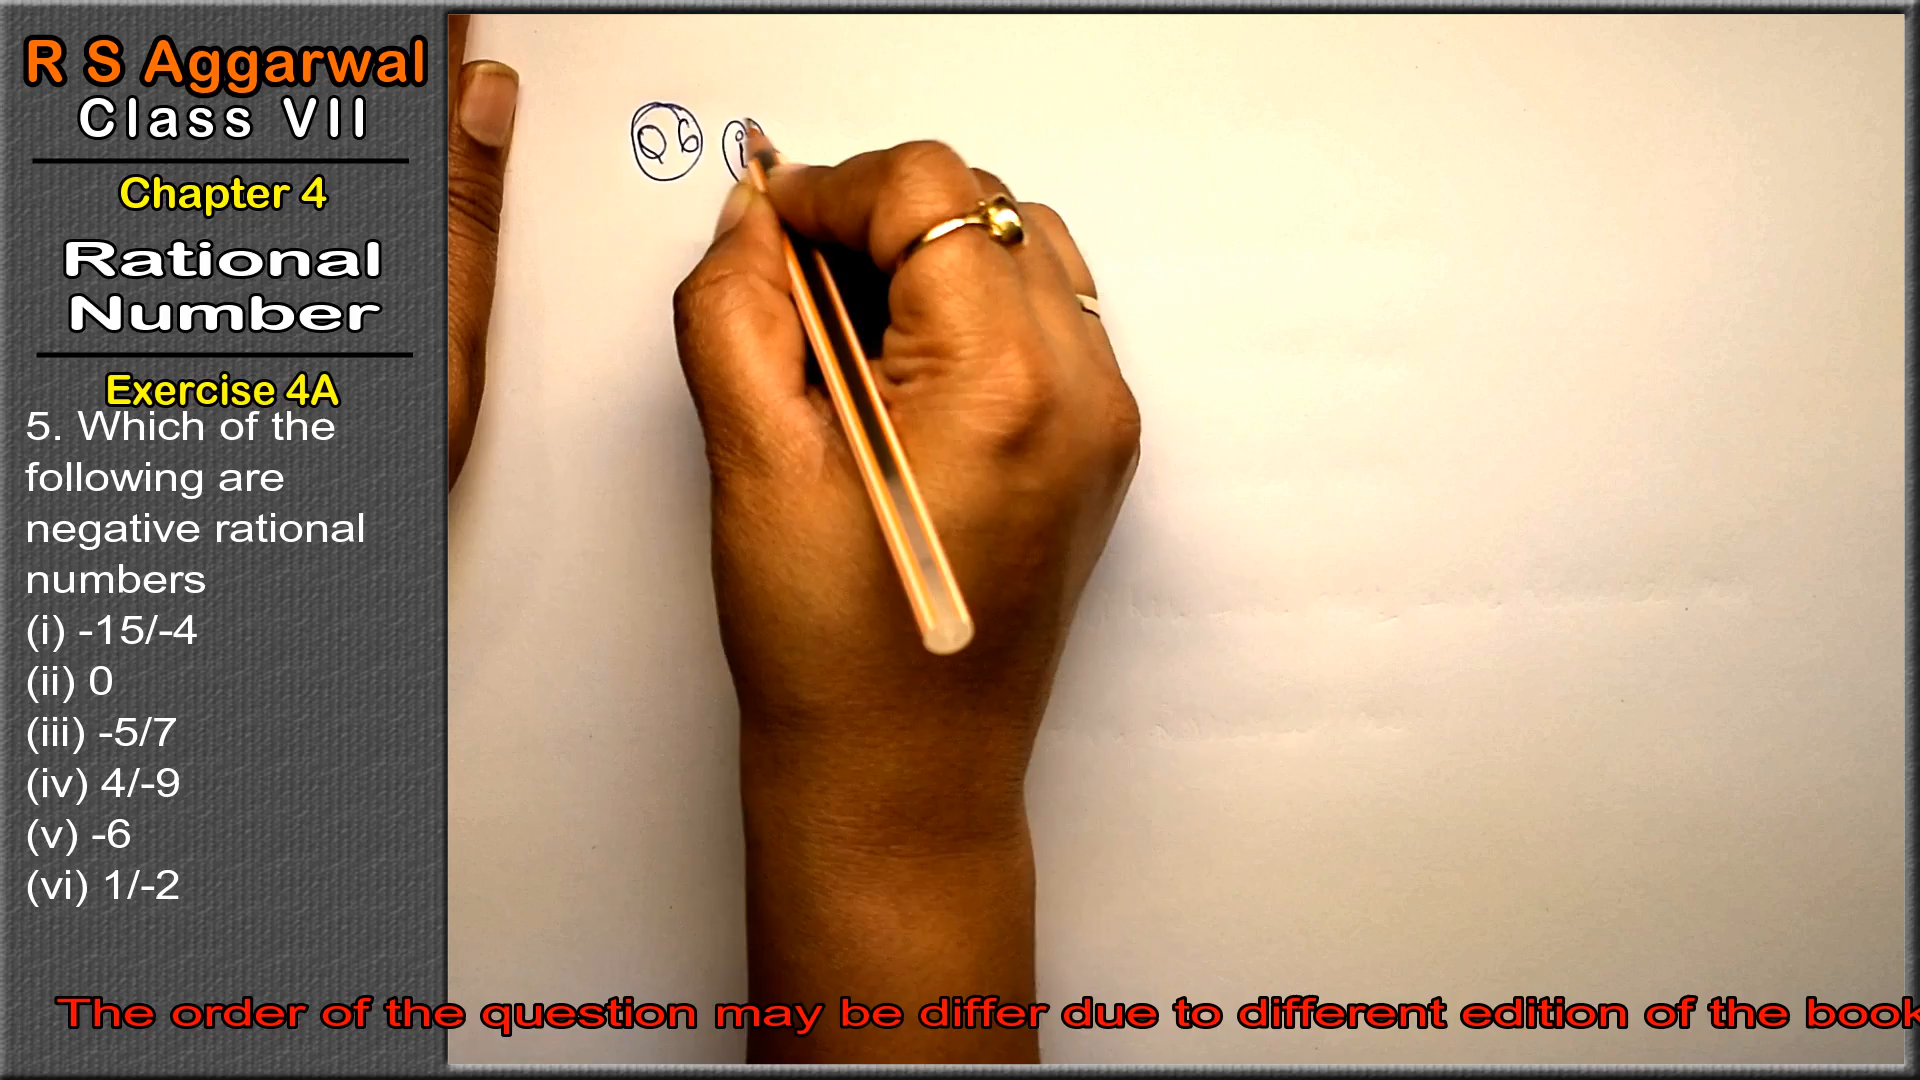 R S Aggarwal
Class VII
Chapter 4
Rational
Number
Exercise 4A
5. Which of the
following are
negative rational
numbers
(i) -15/-4
(ii) 0
(iii) -5/7
(iv) 4/-9
(v) -6
(vi) 1/-2
Q6 i
The order of the question may be differ due to different edition of the book